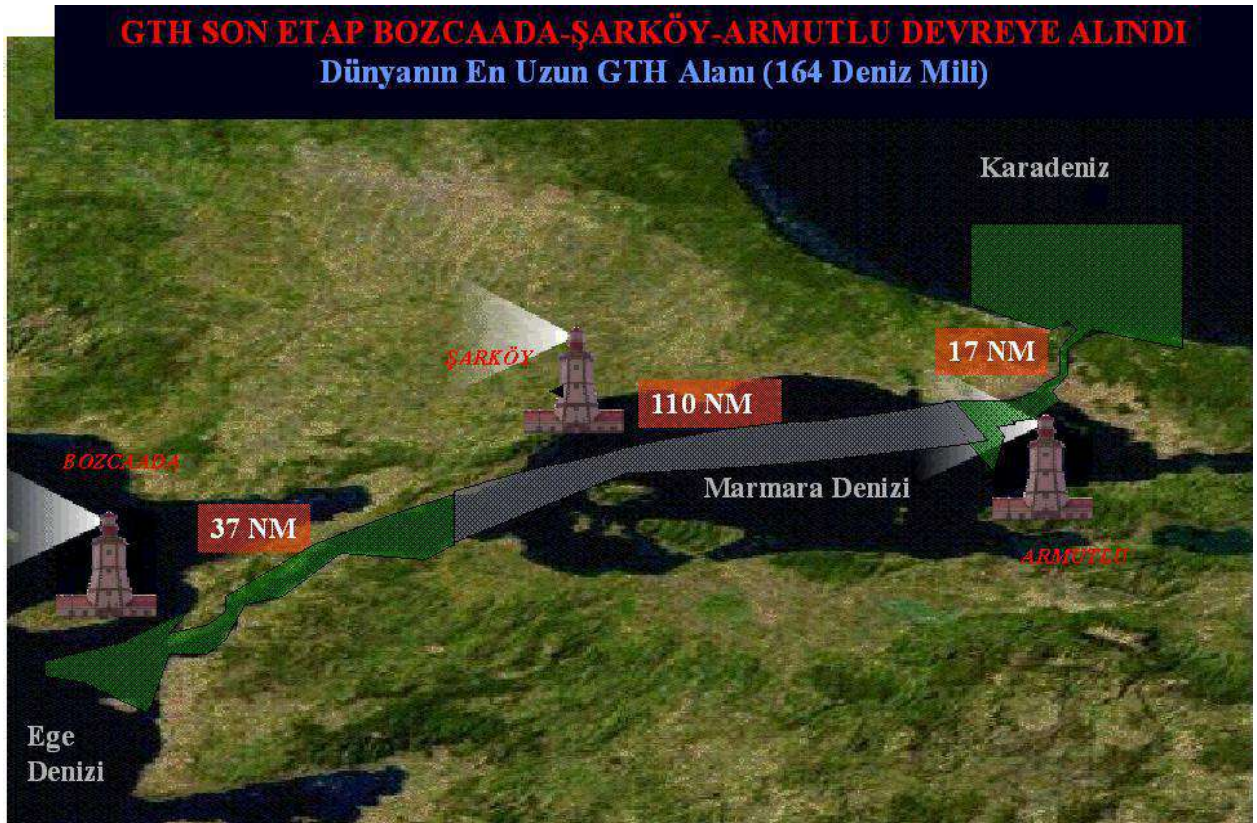 GTH SON ETAP BOZCAADA-ŞARKÖY-ARMUTLU DEVREYE ALINDI
Dünyanın En Uzun GTH Alanı (164 Deniz Mili)
Karadeniz
17 NM
ŞARKÖY
110 NM
BOZCAADA
Marmara Denizi
37 NM
ARMUTLU
Ege
Denizi